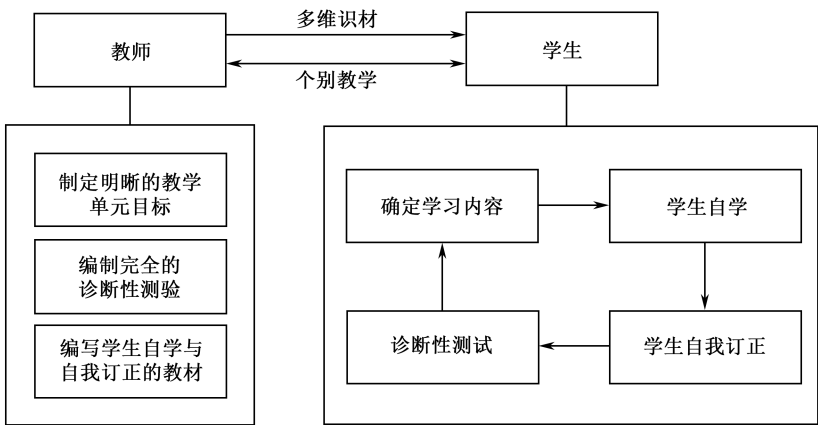 多维识材
教师
学生
个别教学
制定明晰的教学
单元目标
编制完全的
诊断性测验
编写学生自学与
自我订正的教材
确定学习内容
学生自学
诊断性测试
学生自我订正